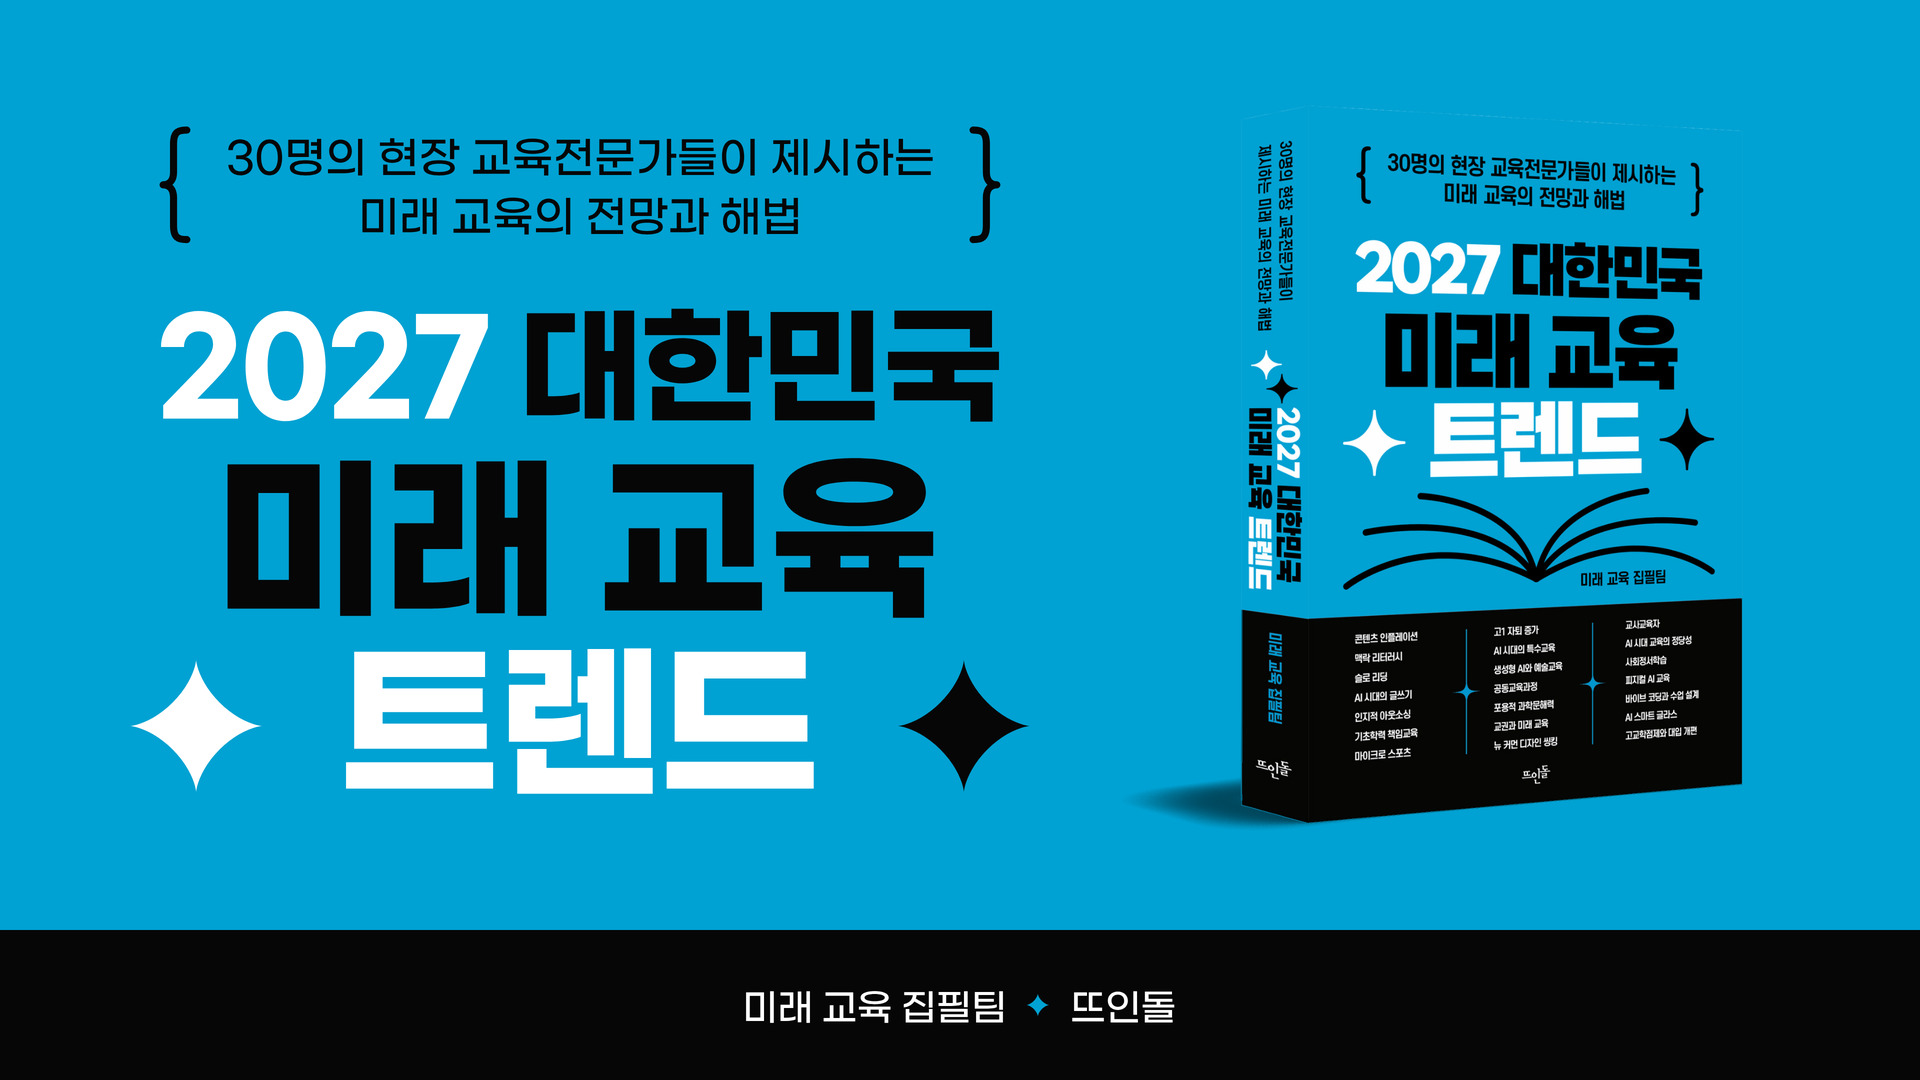 30명의 현장 교육전문가들이 제시하는
미래 교육의 전망과 해법
2027 대한민국
미래 교육
트렌드
30명의 현장 교육전문가들이
제시하는 미래 교육의 전망과 해법
2027 대한민국
미래 교육 트렌드
미래 교육 집필팀
뜨인돌
30명의 현장 교육전문가들이 제시하는
미래 교육의 전망과 해법
2027 대한민국
미래 교육
트렌드
미래 교육 집필팀
콘텐츠 인플레이션
맥락 리터러시
슬로 리딩
AI 시대의 글쓰기
인지적 아웃소싱
기초학력 책임교육
마이크로 스포츠
고1 자퇴 증가
AI 시대의 특수교육
생성형 AI와 예술교육
공동교육과정
포용적 과학문해력
교권과 미래 교육
뉴 커먼 디자인 씽킹
교사교육자
AI 시대 교육의 정당성
사회정서학습
피지컬 AI 교육
바이브 코딩과 수업 설계
AI 스마트 글라스
고교학점제와 대입 개편
뜨인돌
미래 교육 집필팀 뜨인돌